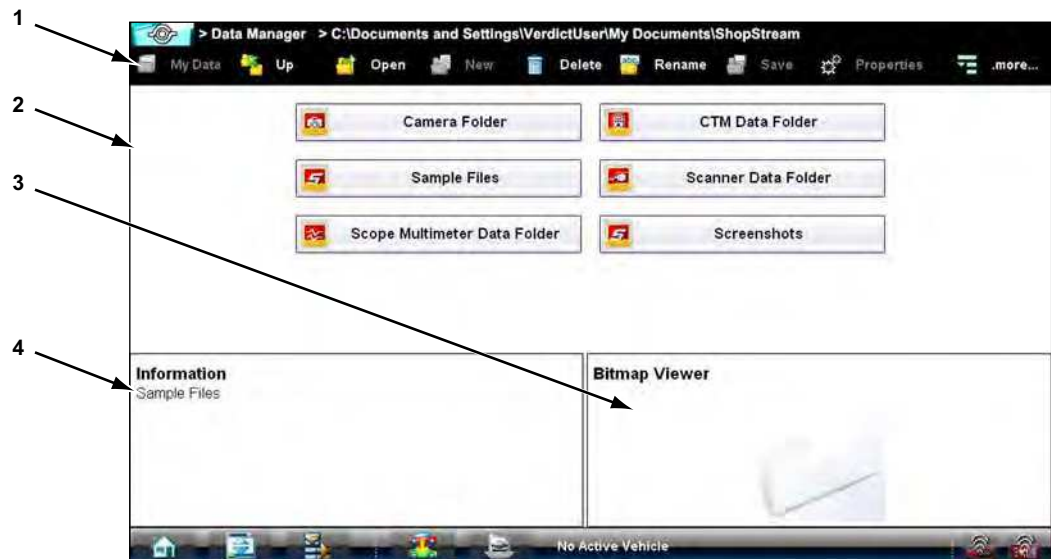 1
> Data Manager > C:\Documents and Settings\VerdictUser\My Documents\ShopStream
My Data Up Open New Delete Rename Save Properties .more...
2
Camera Folder CTM Data Folder
3
Sample Files Scanner Data Folder
Scope Multimeter Data Folder Screenshots
4
Information Bitmap Viewer
Sample Files
No Active Vehicle